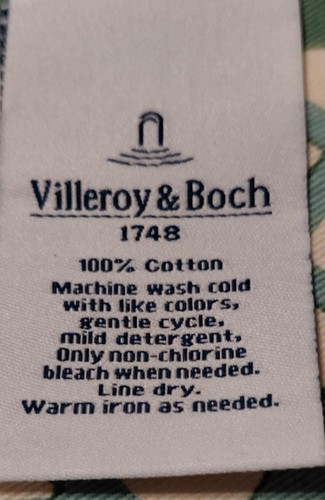 Villeroy & Boch
1748
100% Cotton
Machine wash cold
with like colors,
gentle cycle,
mild detergent,
Only non-chlorine
bleach when needed.
Line dry.
Warm iron as needed.